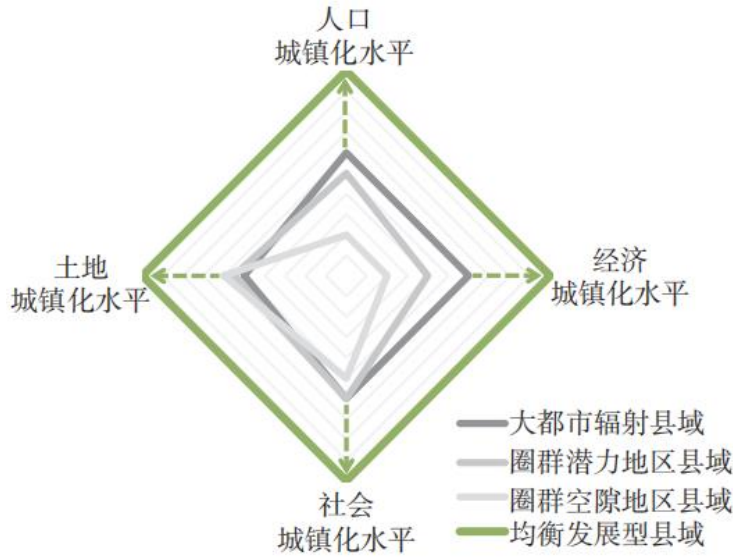 人口
城镇化水平
土地
城镇化水平
经济
城镇化水平
社会
城镇化水平
大都市辐射县域
圈群潜力地区县域
圈群空隙地区县域
均衡发展型县域